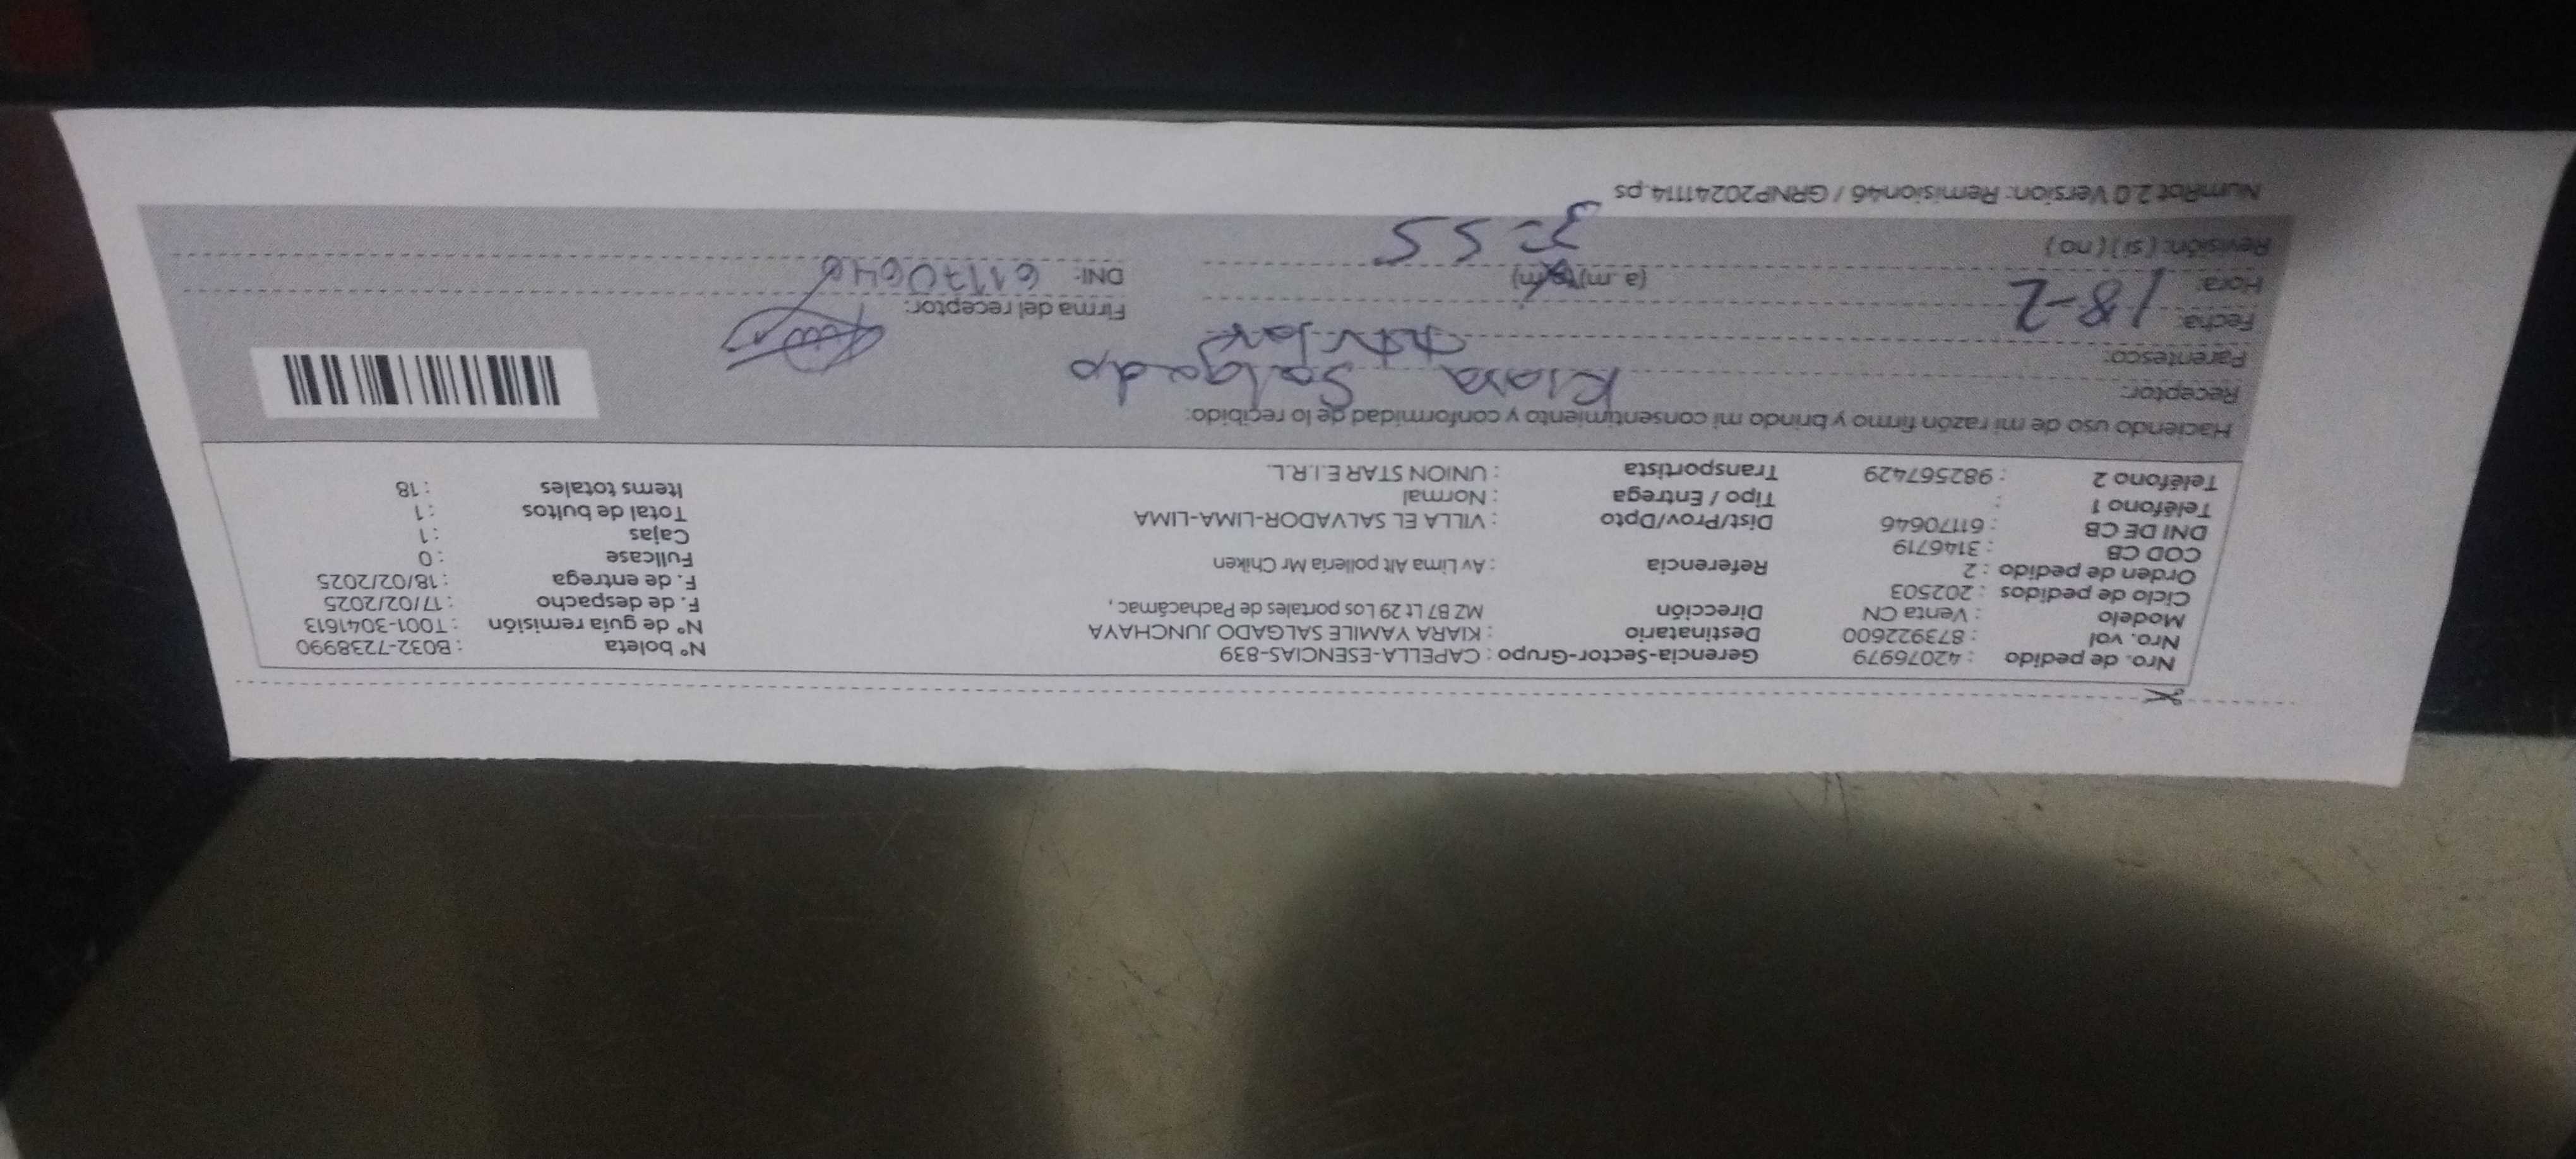 Nro. de pedido : 42076979 Gerencia-Sector-Grupo : CAPELLA-ESENCIAS-839 N° boleta : B032-7238990
Nro. vol : 873922600 Destinatario : KIARA YAMILE SALGADO JUNCHAYA N° de guía remisión : T001-3041613
Modelo : Venta CN Dirección MZ B7 Lt 29 Los portales de Pachacámac , F. de despacho : 17/02/2025
Ciclo de pedidos : 202503 F. de entrega : 18/02/2025
Orden de pedido : 2 Referencia : Av Lima Alt polleria Mr Chiken Fullcase : 0
COD CB : 3146719 Cajas : 1
DNI DE CB : 61170646 Dist/Prov/Dpto : VILLA EL SALVADOR-LIMA-LIMA Total de bultos : 1
Teléfono 1 : Tipo / Entrega : Normal Items totales : 18
Teléfono 2 : 982567429 Transportista : UNION STAR E.I.R.L.
Haciendo uso de mi razón firmo y brindo mi consentimiento y conformidad de lo recibido:
Receptor: Kiara Salgado
Parentesco: titular
Fecha: 18-2 Firma del receptor:
Hora: (a.m) (p.m) DNI: 61170646
Revisión: (si) (no) 3:55
NumRot 2.0 Version: Remision46 / GRNP20241114.ps